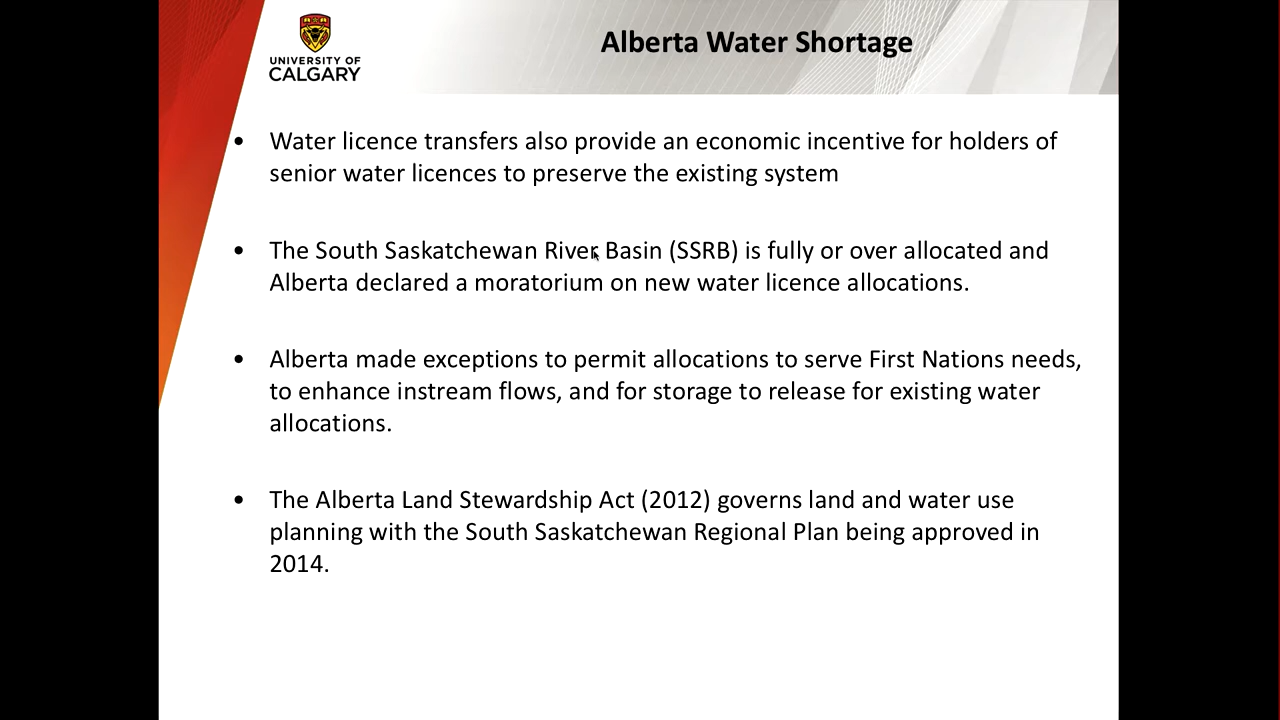 UNIVERSITY OF
CALGARY
Alberta Water Shortage
• Water licence transfers also provide an economic incentive for holders of
senior water licences to preserve the existing system
• The South Saskatchewan River Basin (SSRB) is fully or over allocated and
Alberta declared a moratorium on new water licence allocations.
• Alberta made exceptions to permit allocations to serve First Nations needs,
to enhance instream flows, and for storage to release for existing water
allocations.
• The Alberta Land Stewardship Act (2012) governs land and water use
planning with the South Saskatchewan Regional Plan being approved in
2014.